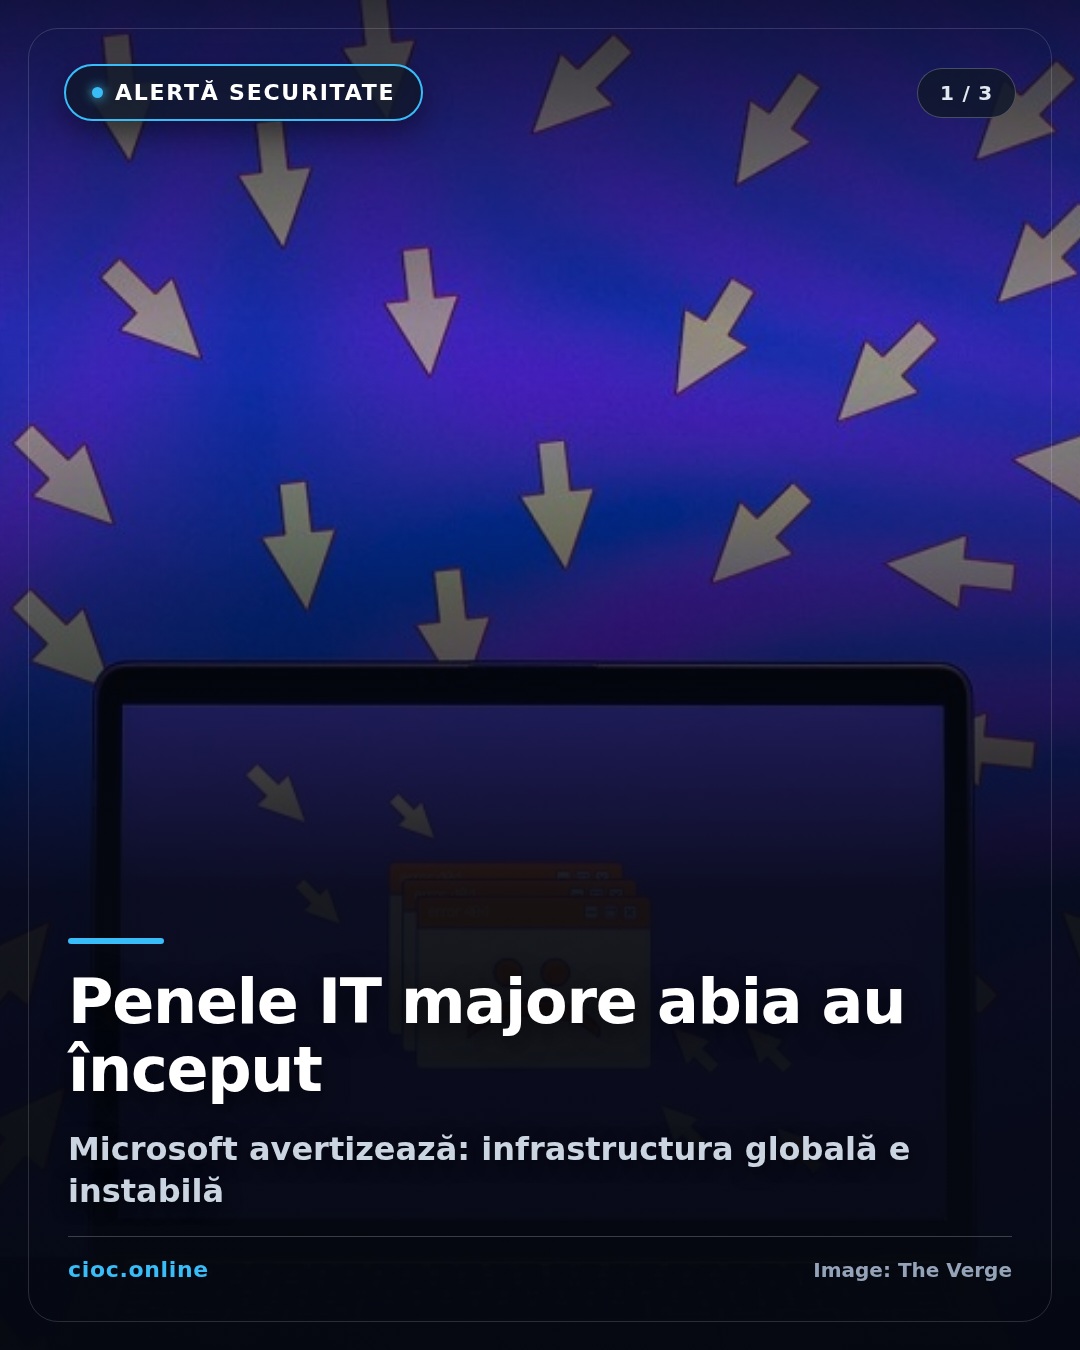 ALERTĂ SECURITATE
1 / 3
Penele IT majore abia au
început
Microsoft avertizează: infrastructura globală e
instabilă
cioc.online
Image: The Verge